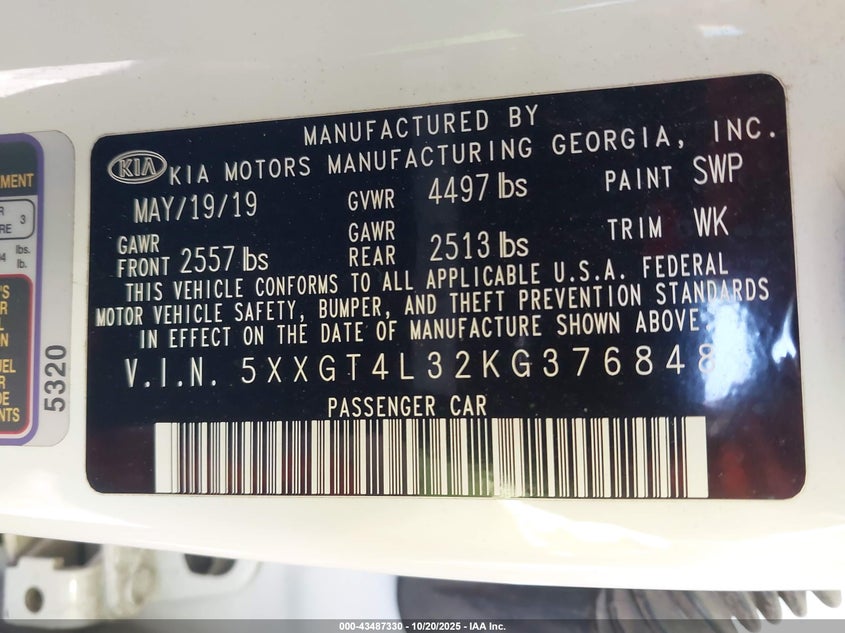 MANUFACTURED BY
KIA KIA MOTORS MANUFACTURING GEORGIA, INC.
MAY/19/19 GVWR 4497 lbs PAINT SWP
GAWR FRONT 2557 lbs GAWR REAR 2513 lbs TRIM WK
THIS VEHICLE CONFORMS TO ALL APPLICABLE U.S.A. FEDERAL
MOTOR VEHICLE SAFETY, BUMPER, AND THEFT PREVENTION STANDARDS
IN EFFECT ON THE DATE OF MANUFACTURE SHOWN ABOVE.
V.I.N. 5XXGT4L32KG376848
PASSENGER CAR
5320
3
lbs.
000-43487330 - 10/20/2025 - IAA Inc.